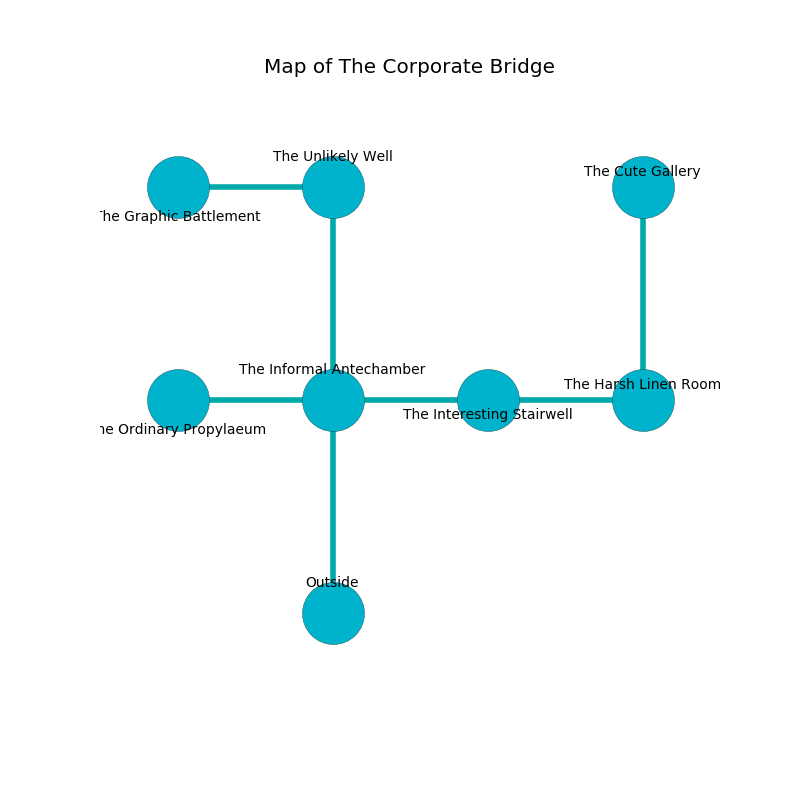 Map of The Corporate Bridge
The Unlikely Well
The Cute Gallery
he Graphic Battlement
The Informal Antechamber
The Harsh Linen Room
The Interesting Stairwell
ne Ordinary Propylaeum
Outside